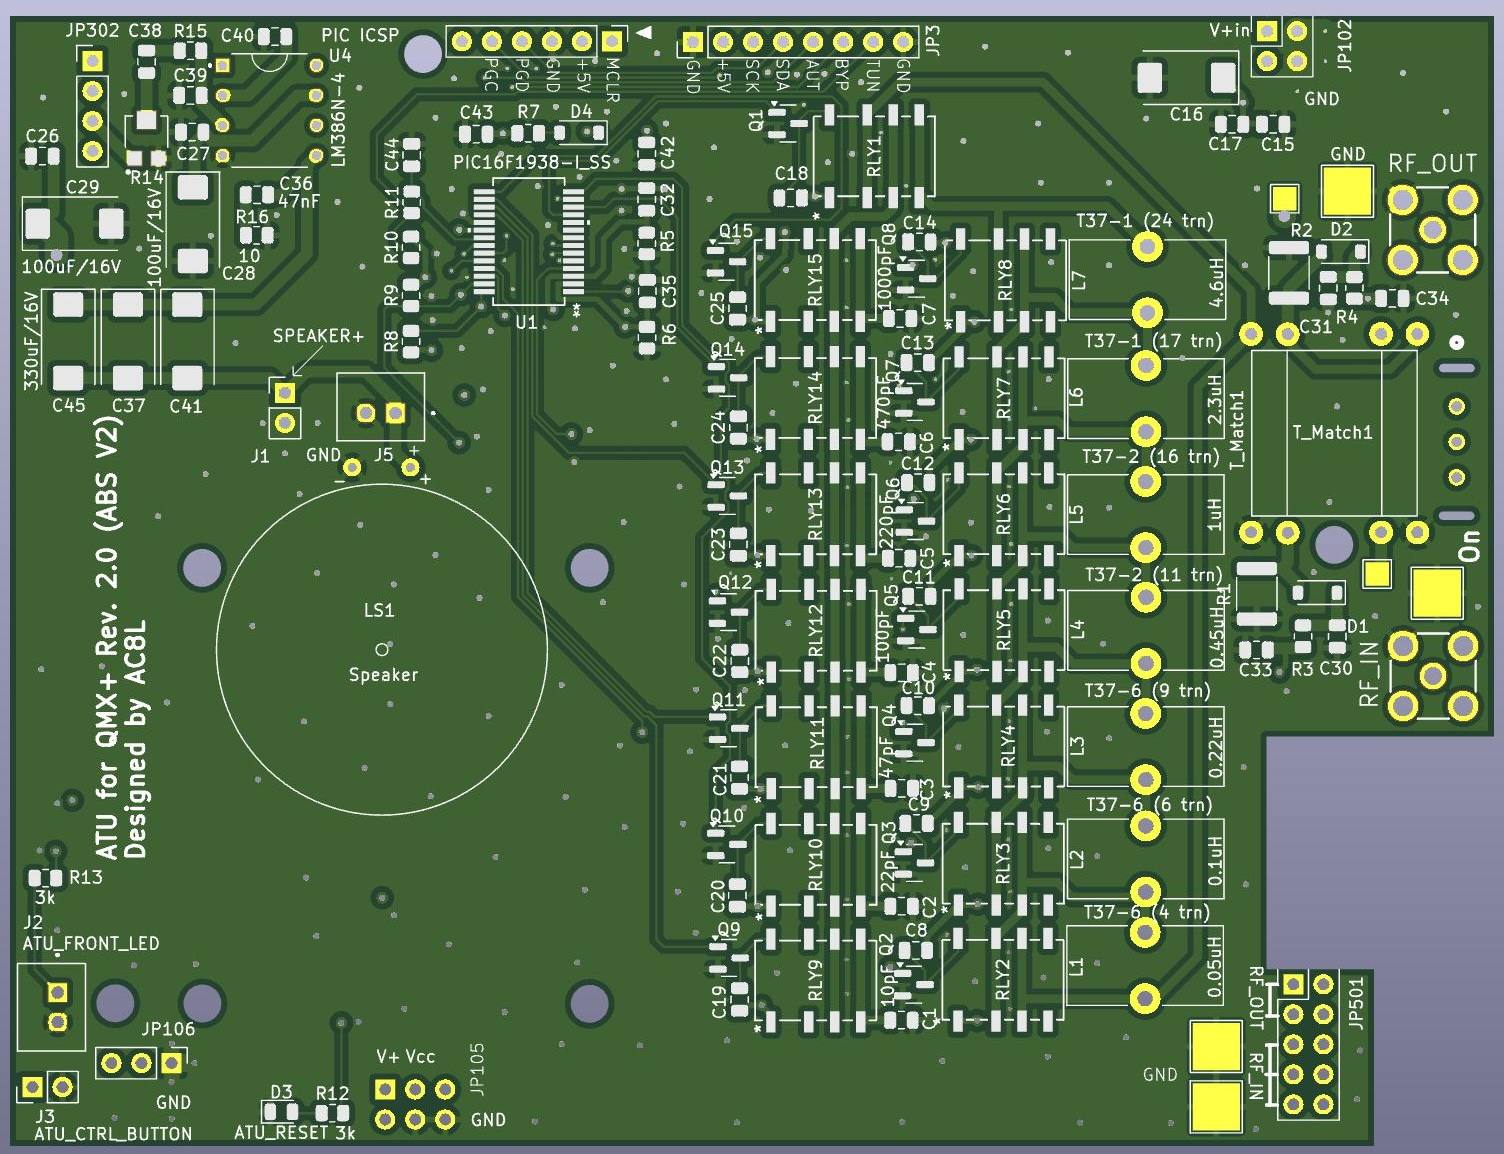 JP302
C38
R15
C40
PIC ICSP
U4
C39
LM386N-4
C26
C27
R14
C29
100uF/16V
100uF/16V
C28
C36
47nF
R16
10
PGC
PGD
GND
+5V
MCLR
GND
+5V
SCK
SDA
AUT
BYP
TUN
GND
JP3
V+in
JP102
GND
C16
C17
C15
C43
R7
D4
PIC16F1938-I_SS
C44
R11
R10
R9
R8
C42
C32
R5
C35
R6
U1
**
Q1
C18
RLY1
GND
RF_OUT
R2
D2
R4
C34
C31
330uF/16V
C45
C37
C41
SPEAKER+
J1
GND
J5
+
-
+
LS1
Speaker
ATU for QMX+ Rev. 2.0 (ABS V2)
Designed by AC8L
Q15
C25
RLY15
Q8
C14
1000pF
C7
RLY8
T37-1 (24 trn)
L7
4.6uH
Q14
C24
RLY14
C13
Q7
470pF
C6
RLY7
T37-1 (17 trn)
L6
2.3uH
Q13
C23
RLY13
C12
Q6
220pF
C5
RLY6
T37-2 (16 trn)
L5
1uH
Q12
C22
RLY12
C11
Q5
100pF
C4
RLY5
T37-2 (11 trn)
L4
0.45uH
Q11
C21
RLY11
C10
Q4
47pF
C3
RLY4
T37-6 (9 trn)
L3
0.22uH
Q10
C20
RLY10
C9
Q3
22pF
C2
RLY3
T37-6 (6 trn)
L2
0.1uH
Q9
C19
RLY9
C8
Q2
10pF
C1
RLY2
T37-6 (4 trn)
L1
0.05uH
T_Match1
T_Match1
On
R1
D1
C33
R3
C30
RF_IN
R13
3k
J2
ATU_FRONT_LED
JP106
GND
J3
ATU_CTRL_BUTTON
D3
R12
ATU_RESET
3k
V+
Vcc
JP105
GND
GND
RF_OUT
RF_IN
JP501